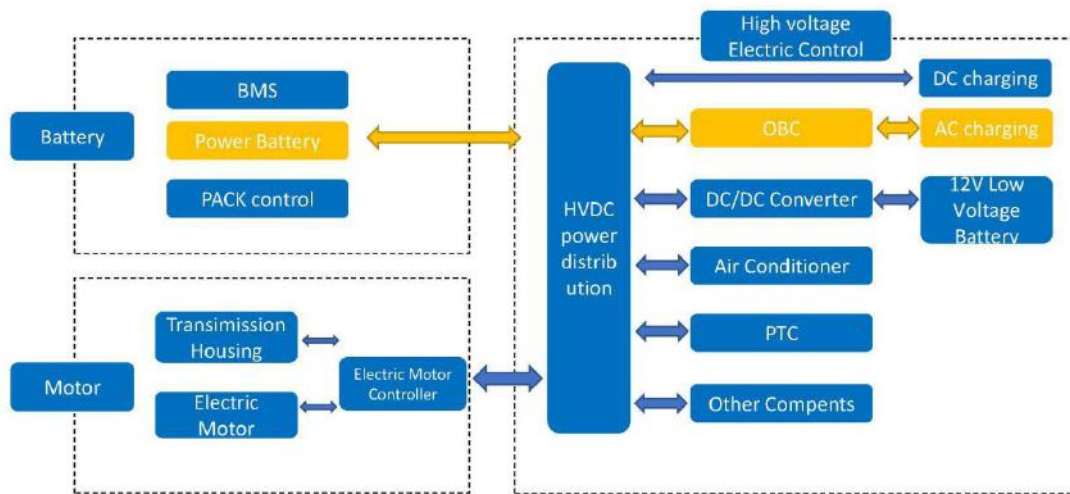 High voltage
Electric Control
BMS
Battery
Power Battery
PACK control
Transimission
Housing
Motor
Electric
Motor
Electric Motor
Controller
HVDC
power
distrib
ution
DC charging
OBC
AC charging
DC/DC Converter
12V Low
Voltage
Battery
Air Conditioner
PTC
Other Compents